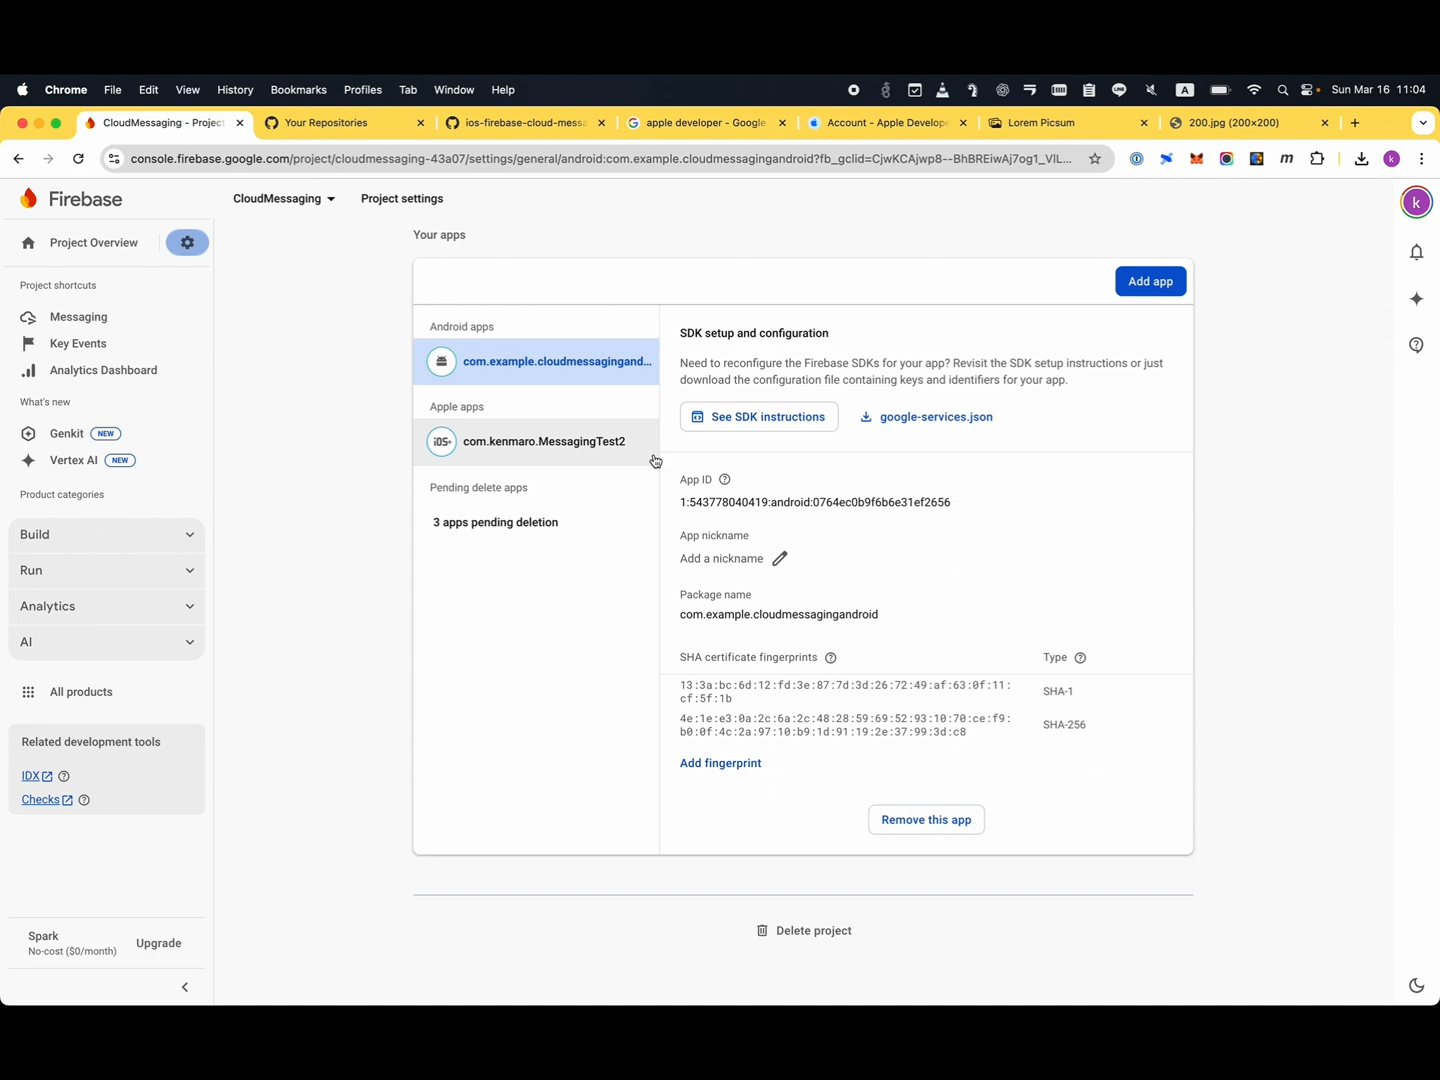 Chrome File Edit View History Bookmarks Profiles Tab Window Help A Sun Mar 16 11:04
CloudMessaging - Project Your Repositories ios-firebase-cloud-messa apple developer - Google Account - Apple Develope Lorem Picsum 200.jpg (200×200)
console.firebase.google.com/project/cloudmessaging-43a07/settings/general/android:com.example.cloudmessagingandroid?fb_gclid=CjwKCAjwp8--BhBREiwAj7og1_VIL... m k
Firebase
CloudMessaging Project settings
k
Project Overview
Project shortcuts
Messaging
Key Events
Analytics Dashboard
What's new
Genkit NEW
Vertex AI NEW
Product categories
Build
Run
Analytics
AI
All products
Related development tools
IDX
Checks
Spark
No-cost ($0/month)
Upgrade
Your apps
Add app
Android apps
com.example.cloudmessagingand...
Apple apps
iOS+ com.kenmaro.MessagingTest2
Pending delete apps
3 apps pending deletion
SDK setup and configuration
Need to reconfigure the Firebase SDKs for your app? Revisit the SDK setup instructions or just
download the configuration file containing keys and identifiers for your app.
See SDK instructions google-services.json
App ID
1:543778040419:android:0764ec0b9f6b6e31ef2656
App nickname
Add a nickname
Package name
com.example.cloudmessagingandroid
SHA certificate fingerprints Type
13:3a:bc:6d:12:fd:3e:87:7d:3d:26:72:49:af:63:0f:11:
cf:5f:1b
SHA-1
4e:1e:e3:0a:2c:6a:2c:48:28:59:69:52:93:10:70:ce:f9:
b0:0f:4c:2a:97:10:b9:1d:91:19:2e:37:99:3d:c8
SHA-256
Add fingerprint
Remove this app
Delete project